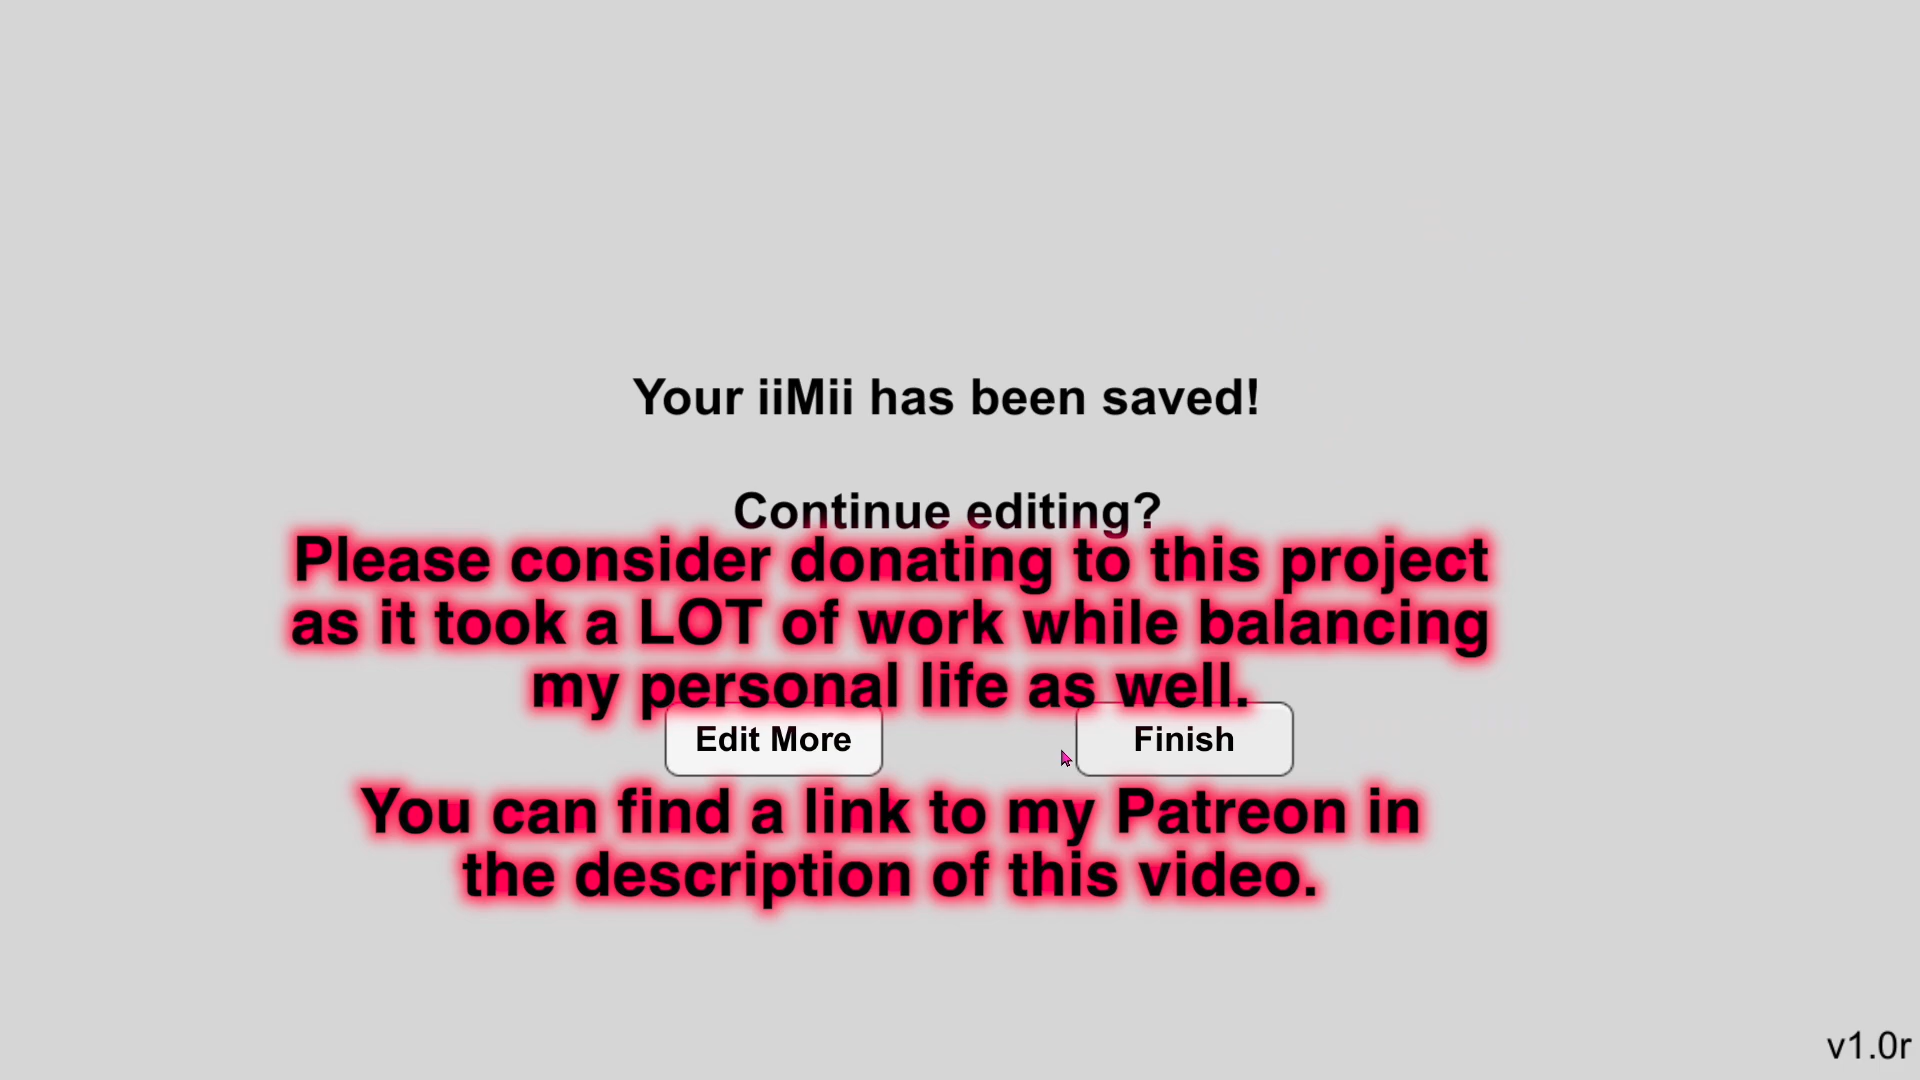 Your iiMii has been saved!
Continue editing?
Please consider donating to this project
as it took a LOT of work while balancing
my personal life as well.
Edit More
Finish
You can find a link to my Patreon in
the description of this video.
v1.0r